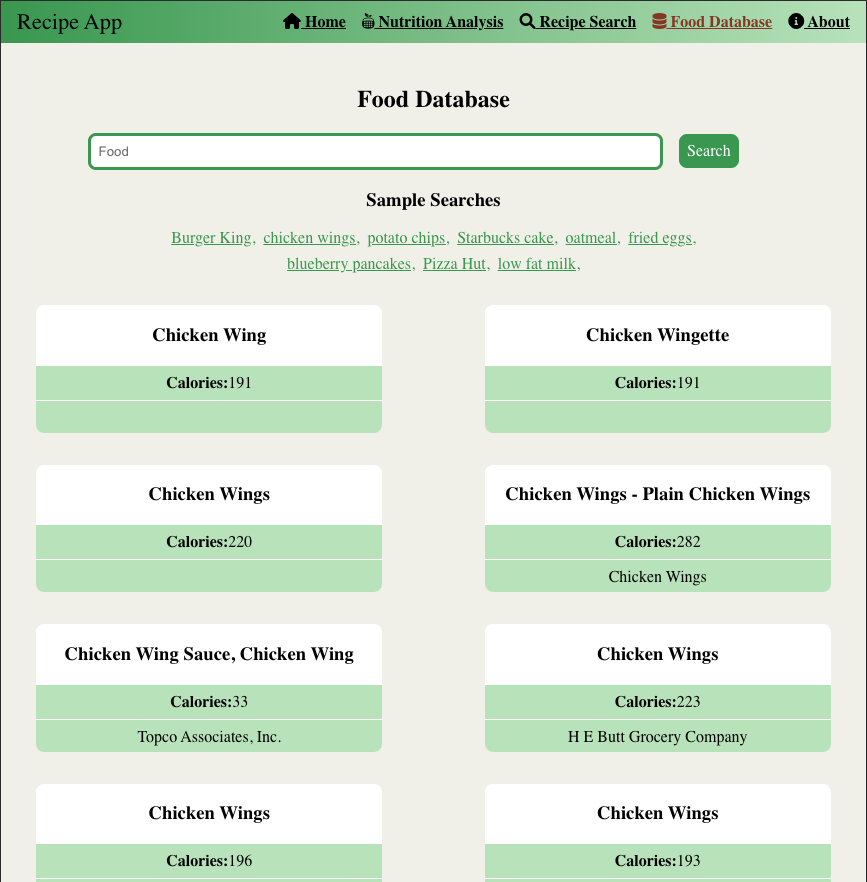 Recipe App Home Nutrition Analysis Recipe Search Food Database About
Food Database
Food Search
Sample Searches
Burger King, chicken wings, potato chips, Starbucks cake, oatmeal, fried eggs,
blueberry pancakes, Pizza Hut, low fat milk,
Chicken Wing
Calories:191
Chicken Wingette
Calories:191
Chicken Wings
Calories:220
Chicken Wings - Plain Chicken Wings
Calories:282
Chicken Wings
Chicken Wing Sauce, Chicken Wing
Calories:33
Topco Associates, Inc.
Chicken Wings
Calories:223
H E Butt Grocery Company
Chicken Wings
Calories:196
Chicken Wings
Calories:193